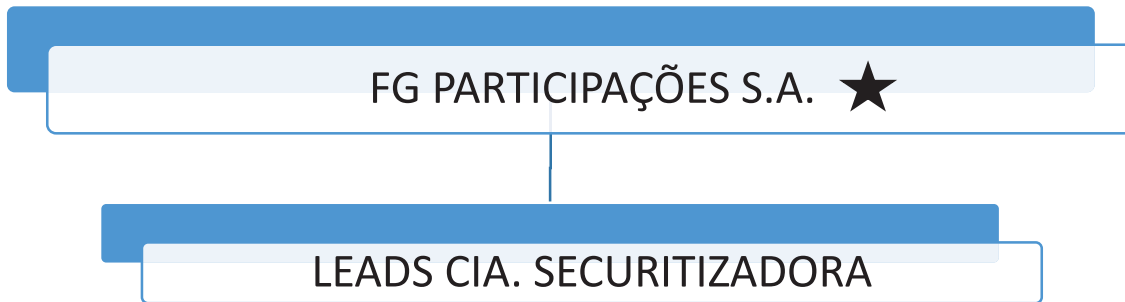 FG PARTICIPAÇÕES S.A.
LEADS CIA. SECURITIZADORA